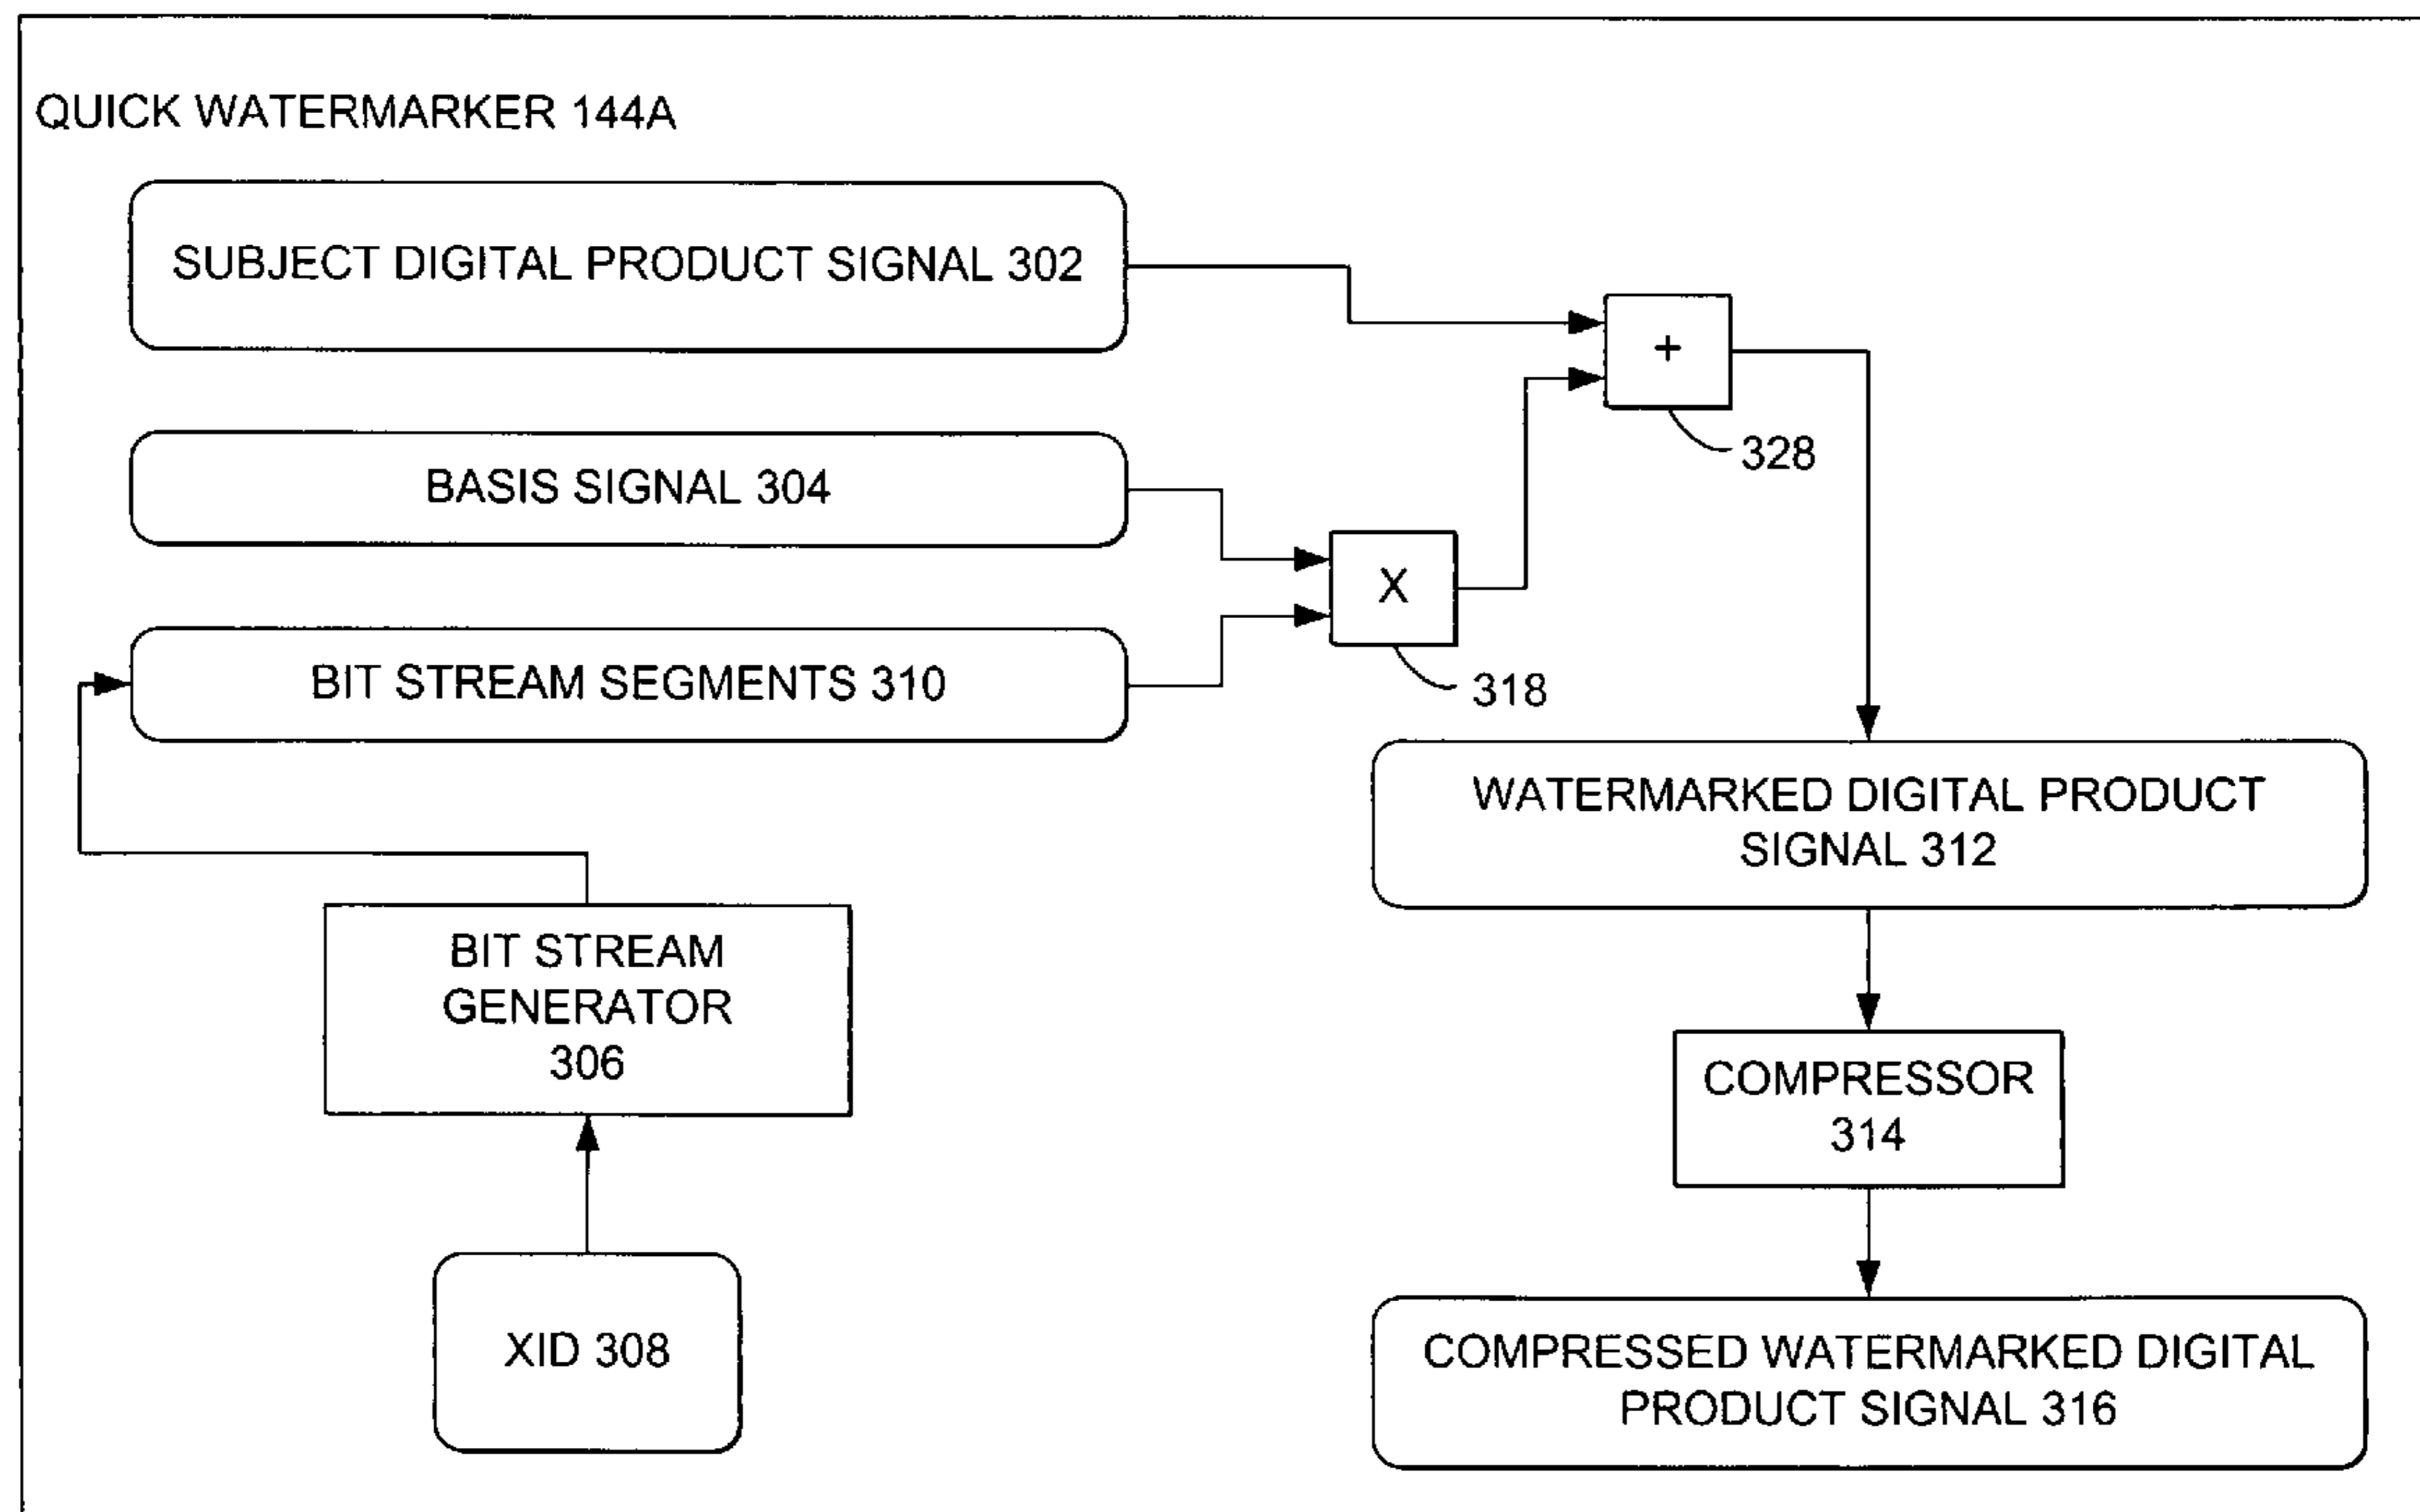 QUICK WATERMARKER 144A
SUBJECT DIGITAL PRODUCT SIGNAL 302
+
328
BASIS SIGNAL 304
X
318
BIT STREAM SEGMENTS 310
WATERMARKED DIGITAL PRODUCT
SIGNAL 312
BIT STREAM
GENERATOR
306
COMPRESSOR
314
XID 308
COMPRESSED WATERMARKED DIGITAL
PRODUCT SIGNAL 316